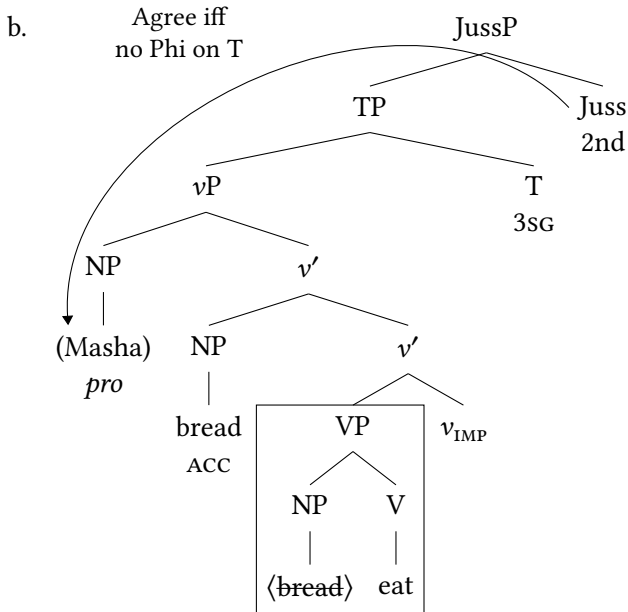 b.
Agree iff
no Phi on T
JussP
TP
Juss
2nd
vP
T
3SG
NP
v′
(Masha)
pro
NP
v′
bread
ACC
VP
vIMP
NP
V
⟨bread⟩
eat